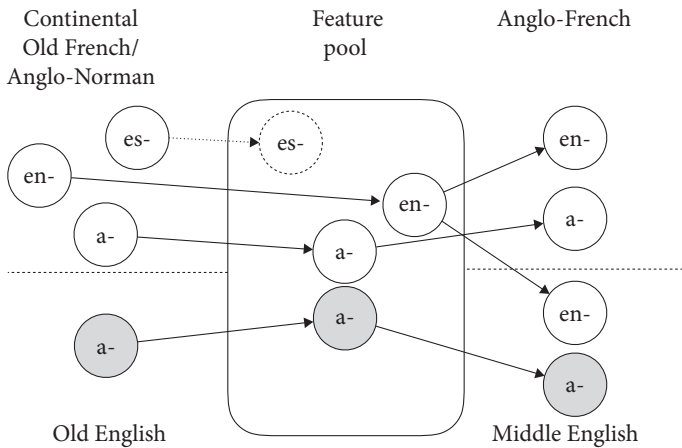 Continental
Old French/
Anglo-Norman
Feature
pool
Anglo-French
es-
es-
en-
en-
en-
en-
a-
a-
a-
en-
a-
a-
a-
Old English
Middle English